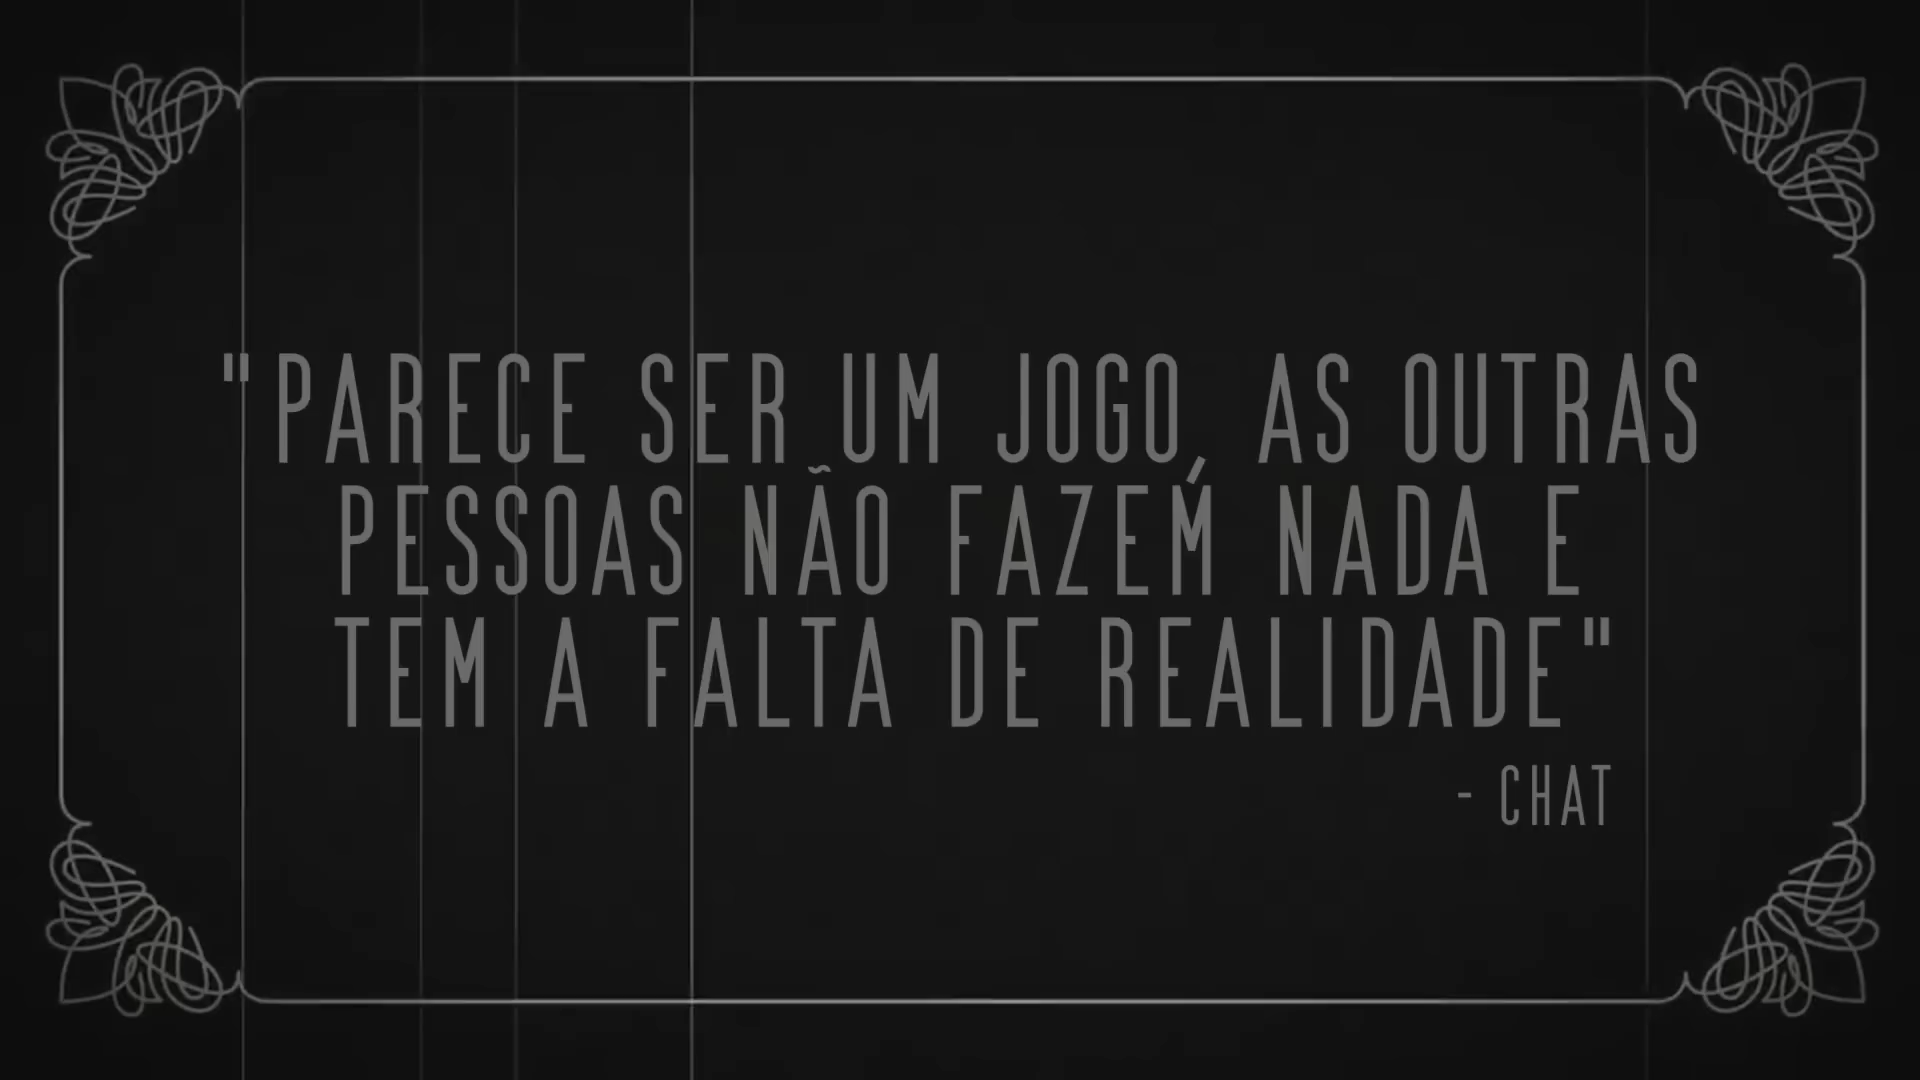 "PARECE SER UM JOGO, AS OUTRAS
PESSOAS NÃO FAZEM NADA E
TEM A FALTA DE REALIDADE"
- CHAT